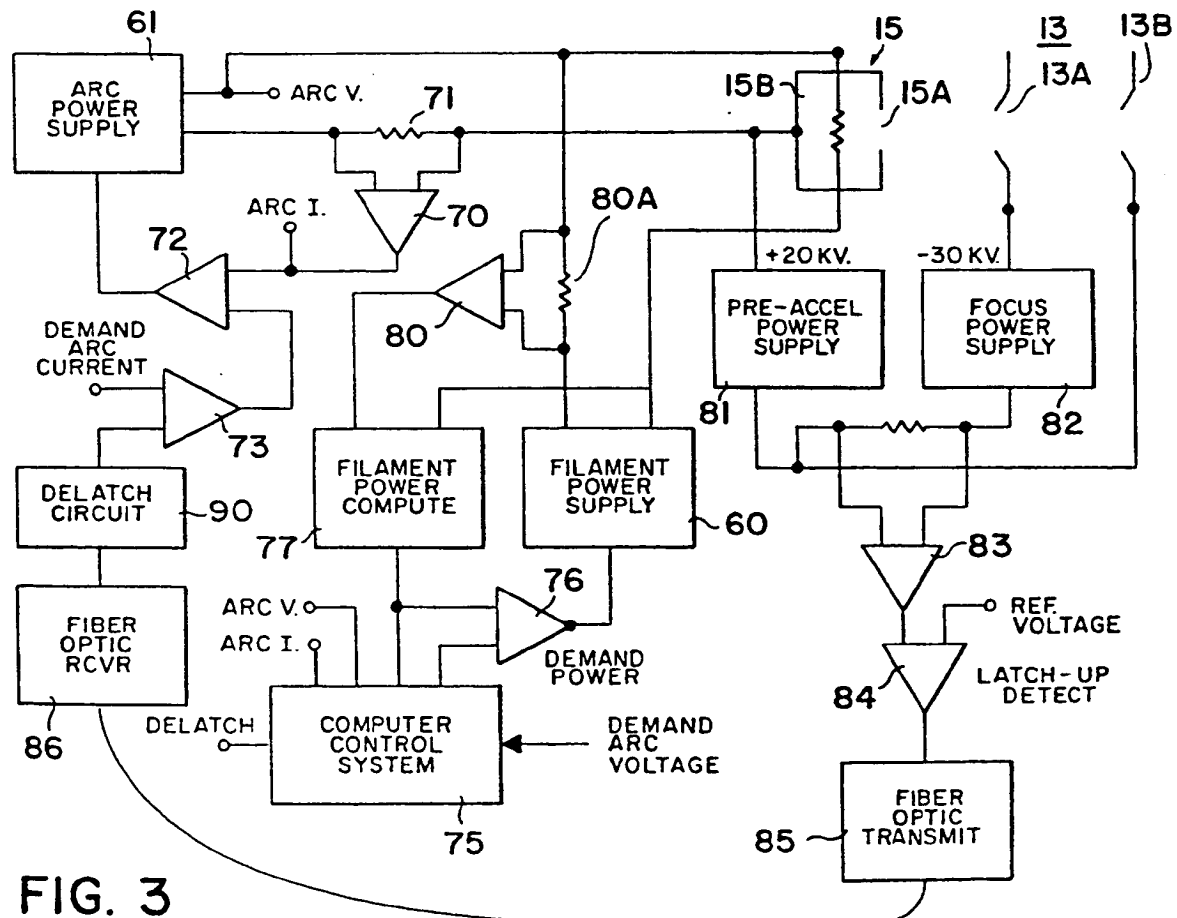 61
ARC
POWER
SUPPLY
ARC V.
71
15
15B
15A
13
13A
13B
ARC I.
70
80A
72
80
+20 KV.
-30 KV.
PRE-ACCEL
POWER
SUPPLY
81
FOCUS
POWER
SUPPLY
82
DEMAND
ARC
CURRENT
73
DELATCH
CIRCUIT
90
FILAMENT
POWER
COMPUTE
77
FILAMENT
POWER
SUPPLY
60
83
FIBER
OPTIC
RCVR
86
ARC V.
ARC I.
76
DEMAND
POWER
REF.
VOLTAGE
84
LATCH-UP
DETECT
DELATCH
COMPUTER
CONTROL
SYSTEM
75
DEMAND
ARC
VOLTAGE
FIBER
OPTIC
TRANSMIT
85
FIG. 3